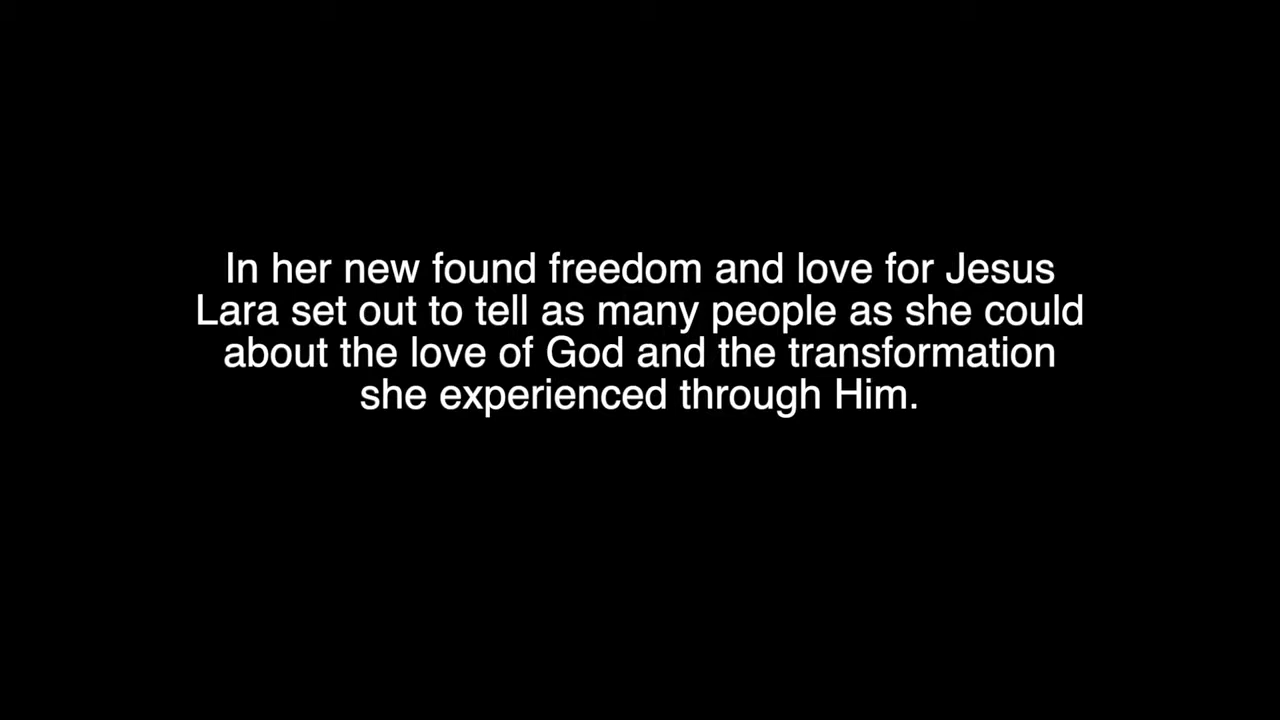 In her new found freedom and love for Jesus
Lara set out to tell as many people as she could
about the love of God and the transformation
she experienced through Him.